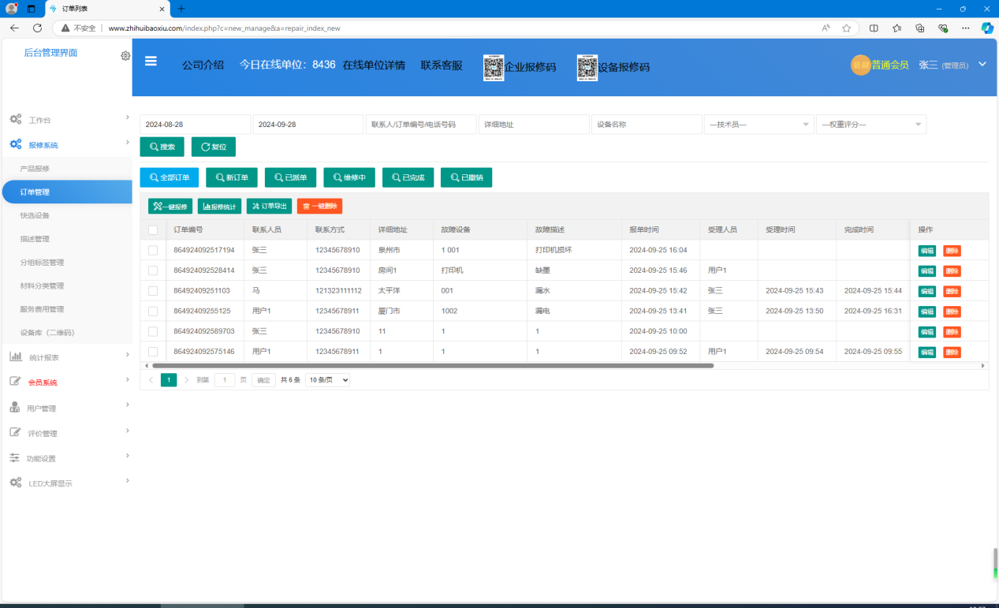 订单列表
不安全 www.zhihuibaoxiu.com/index.php?c=new_manage&a=repair_index_new
后台管理界面
公司介绍 今日在线单位：8436 在线单位详情 联系客服 企业报修码 设备报修码 普通会员 张三 (管理员)
工作台
报修系统
产品报修
订单管理
快选设备
描述管理
分组标签管理
材料分类管理
服务费用管理
设备库（二维码）
统计报表
会员系统
用户管理
评价管理
功能设置
LED大屏显示
2024-08-28 2024-09-28 联系人/订单编号/电话号码 详细地址 设备名称 —技术员— —权重评分—
搜索 复位
全部订单 新订单 已派单 维修中 已完成 已撤销
一键报修 报修统计 订单导出 一键删除
订单编号 联系人员 联系方式 详细地址 故障设备 故障描述 报单时间 受理人员 受理时间 完成时间 操作
864924092517194 张三 12345678910 泉州市 1 001 打印机损坏 2024-09-25 16:04 编辑 删除
864924092528414 张三 12345678910 房间1 打印机 缺墨 2024-09-25 15:46 用户1 编辑 删除
86492409251103 马 121323111112 太平洋 001 漏水 2024-09-25 15:42 张三 2024-09-25 15:43 2024-09-25 15:44 编辑 删除
86492409255125 用户1 12345678911 厦门市 1002 漏电 2024-09-25 13:41 张三 2024-09-25 13:50 2024-09-25 16:31 编辑 删除
864924092589703 张三 12345678910 11 1 1 2024-09-25 10:00 编辑 删除
864924092575146 用户1 12345678911 1 1 1 2024-09-25 09:52 用户1 2024-09-25 09:54 2024-09-25 09:55 编辑 删除
1 到第 1 页 确定 共 6 条 10 条/页